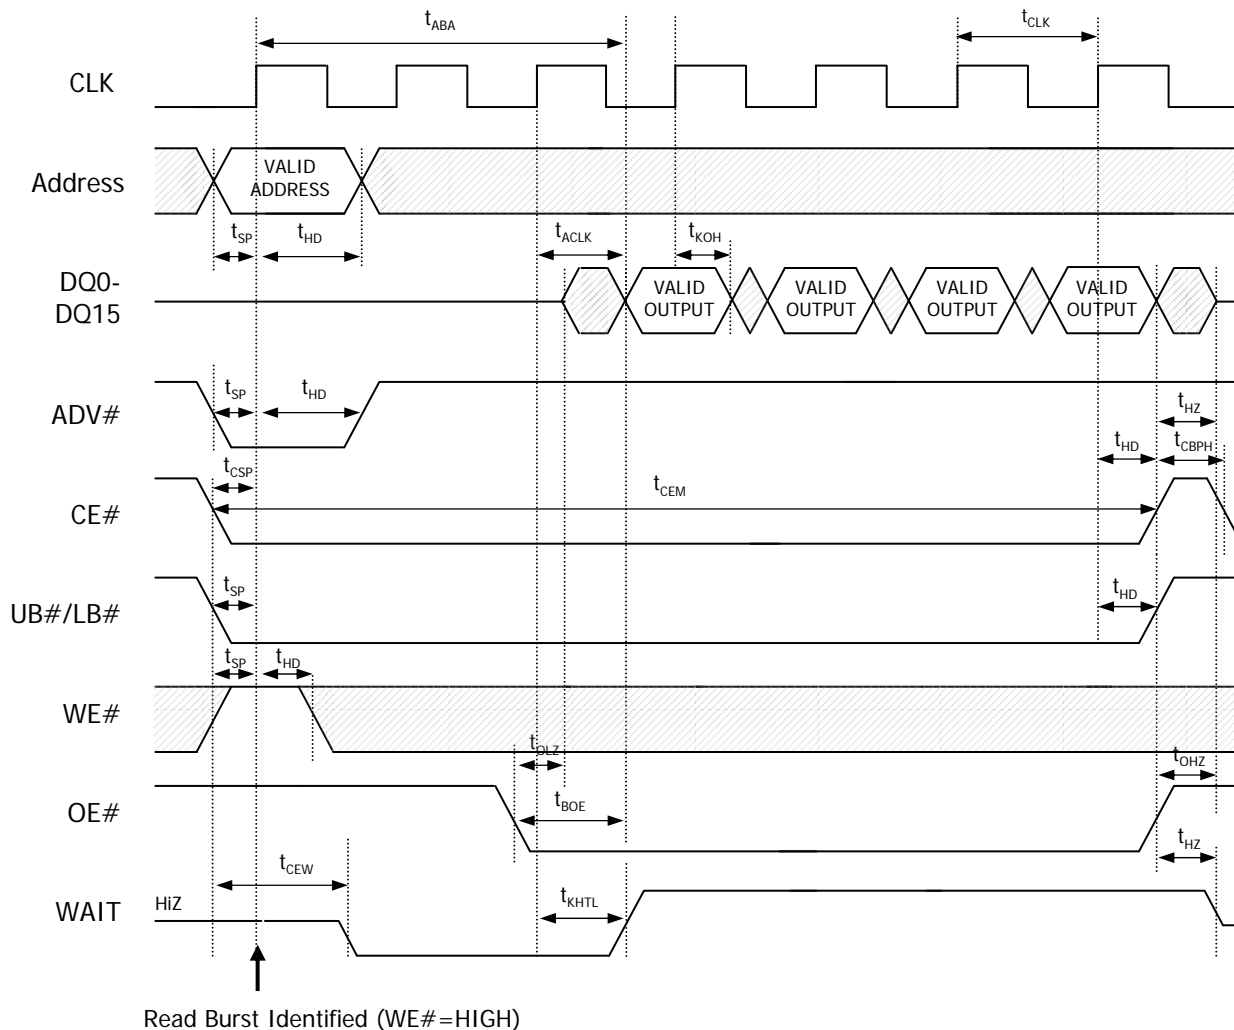 tABA
tCLK
CLK
Address
VALID
ADDRESS
tSP
tHD
tACLK
tKOH
DQ0-
DQ15
VALID
OUTPUT
VALID
OUTPUT
VALID
OUTPUT
VALID
OUTPUT
ADV#
tSP
tHD
tHZ
tHD
tCBPH
tCSP
CE#
tCEM
UB#/LB#
tSP
tHD
tSP
tHD
WE#
tOLZ
tOHZ
OE#
tBOE
tHZ
tCEW
WAIT
HiZ
tKHTL
Read Burst Identified (WE#=HIGH)